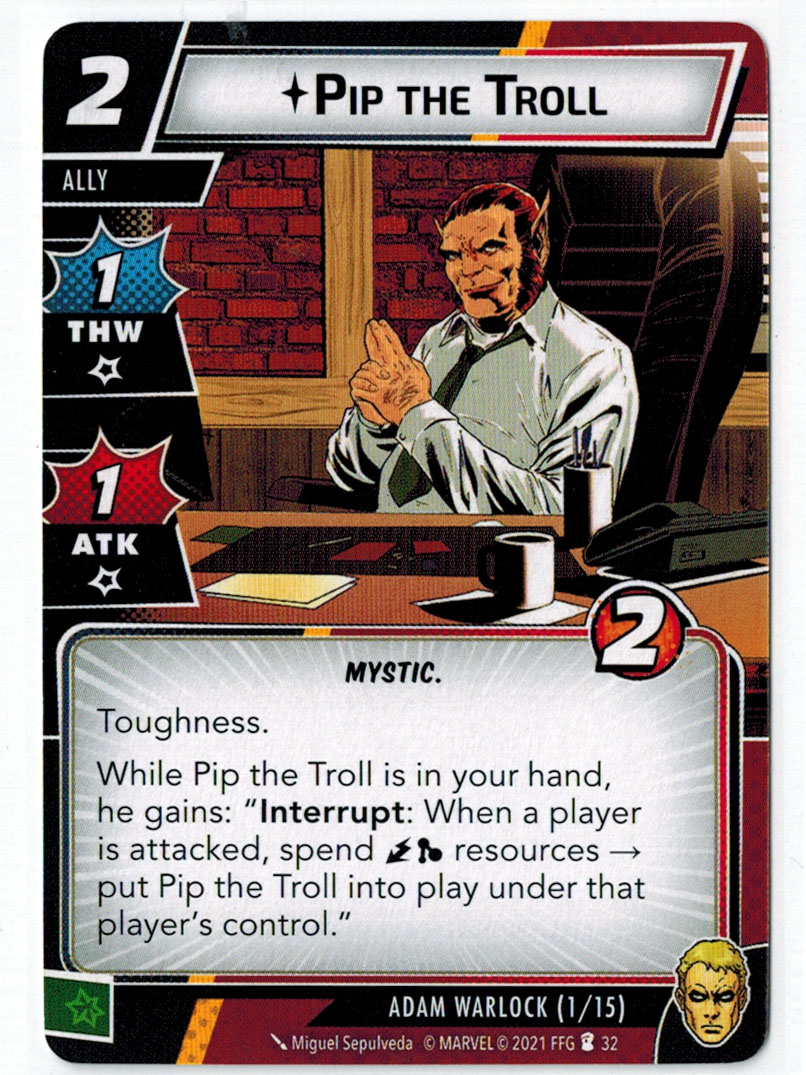 2
PIP THE TROLL
ALLY
1
THW
1
ATK
2
MYSTIC.
Toughness.
While Pip the Troll is in your hand,
he gains: “Interrupt: When a player
is attacked, spend resources →
put Pip the Troll into play under that
player’s control.”
ADAM WARLOCK (1/15)
Miguel Sepulveda © MARVEL © 2021 FFG 32